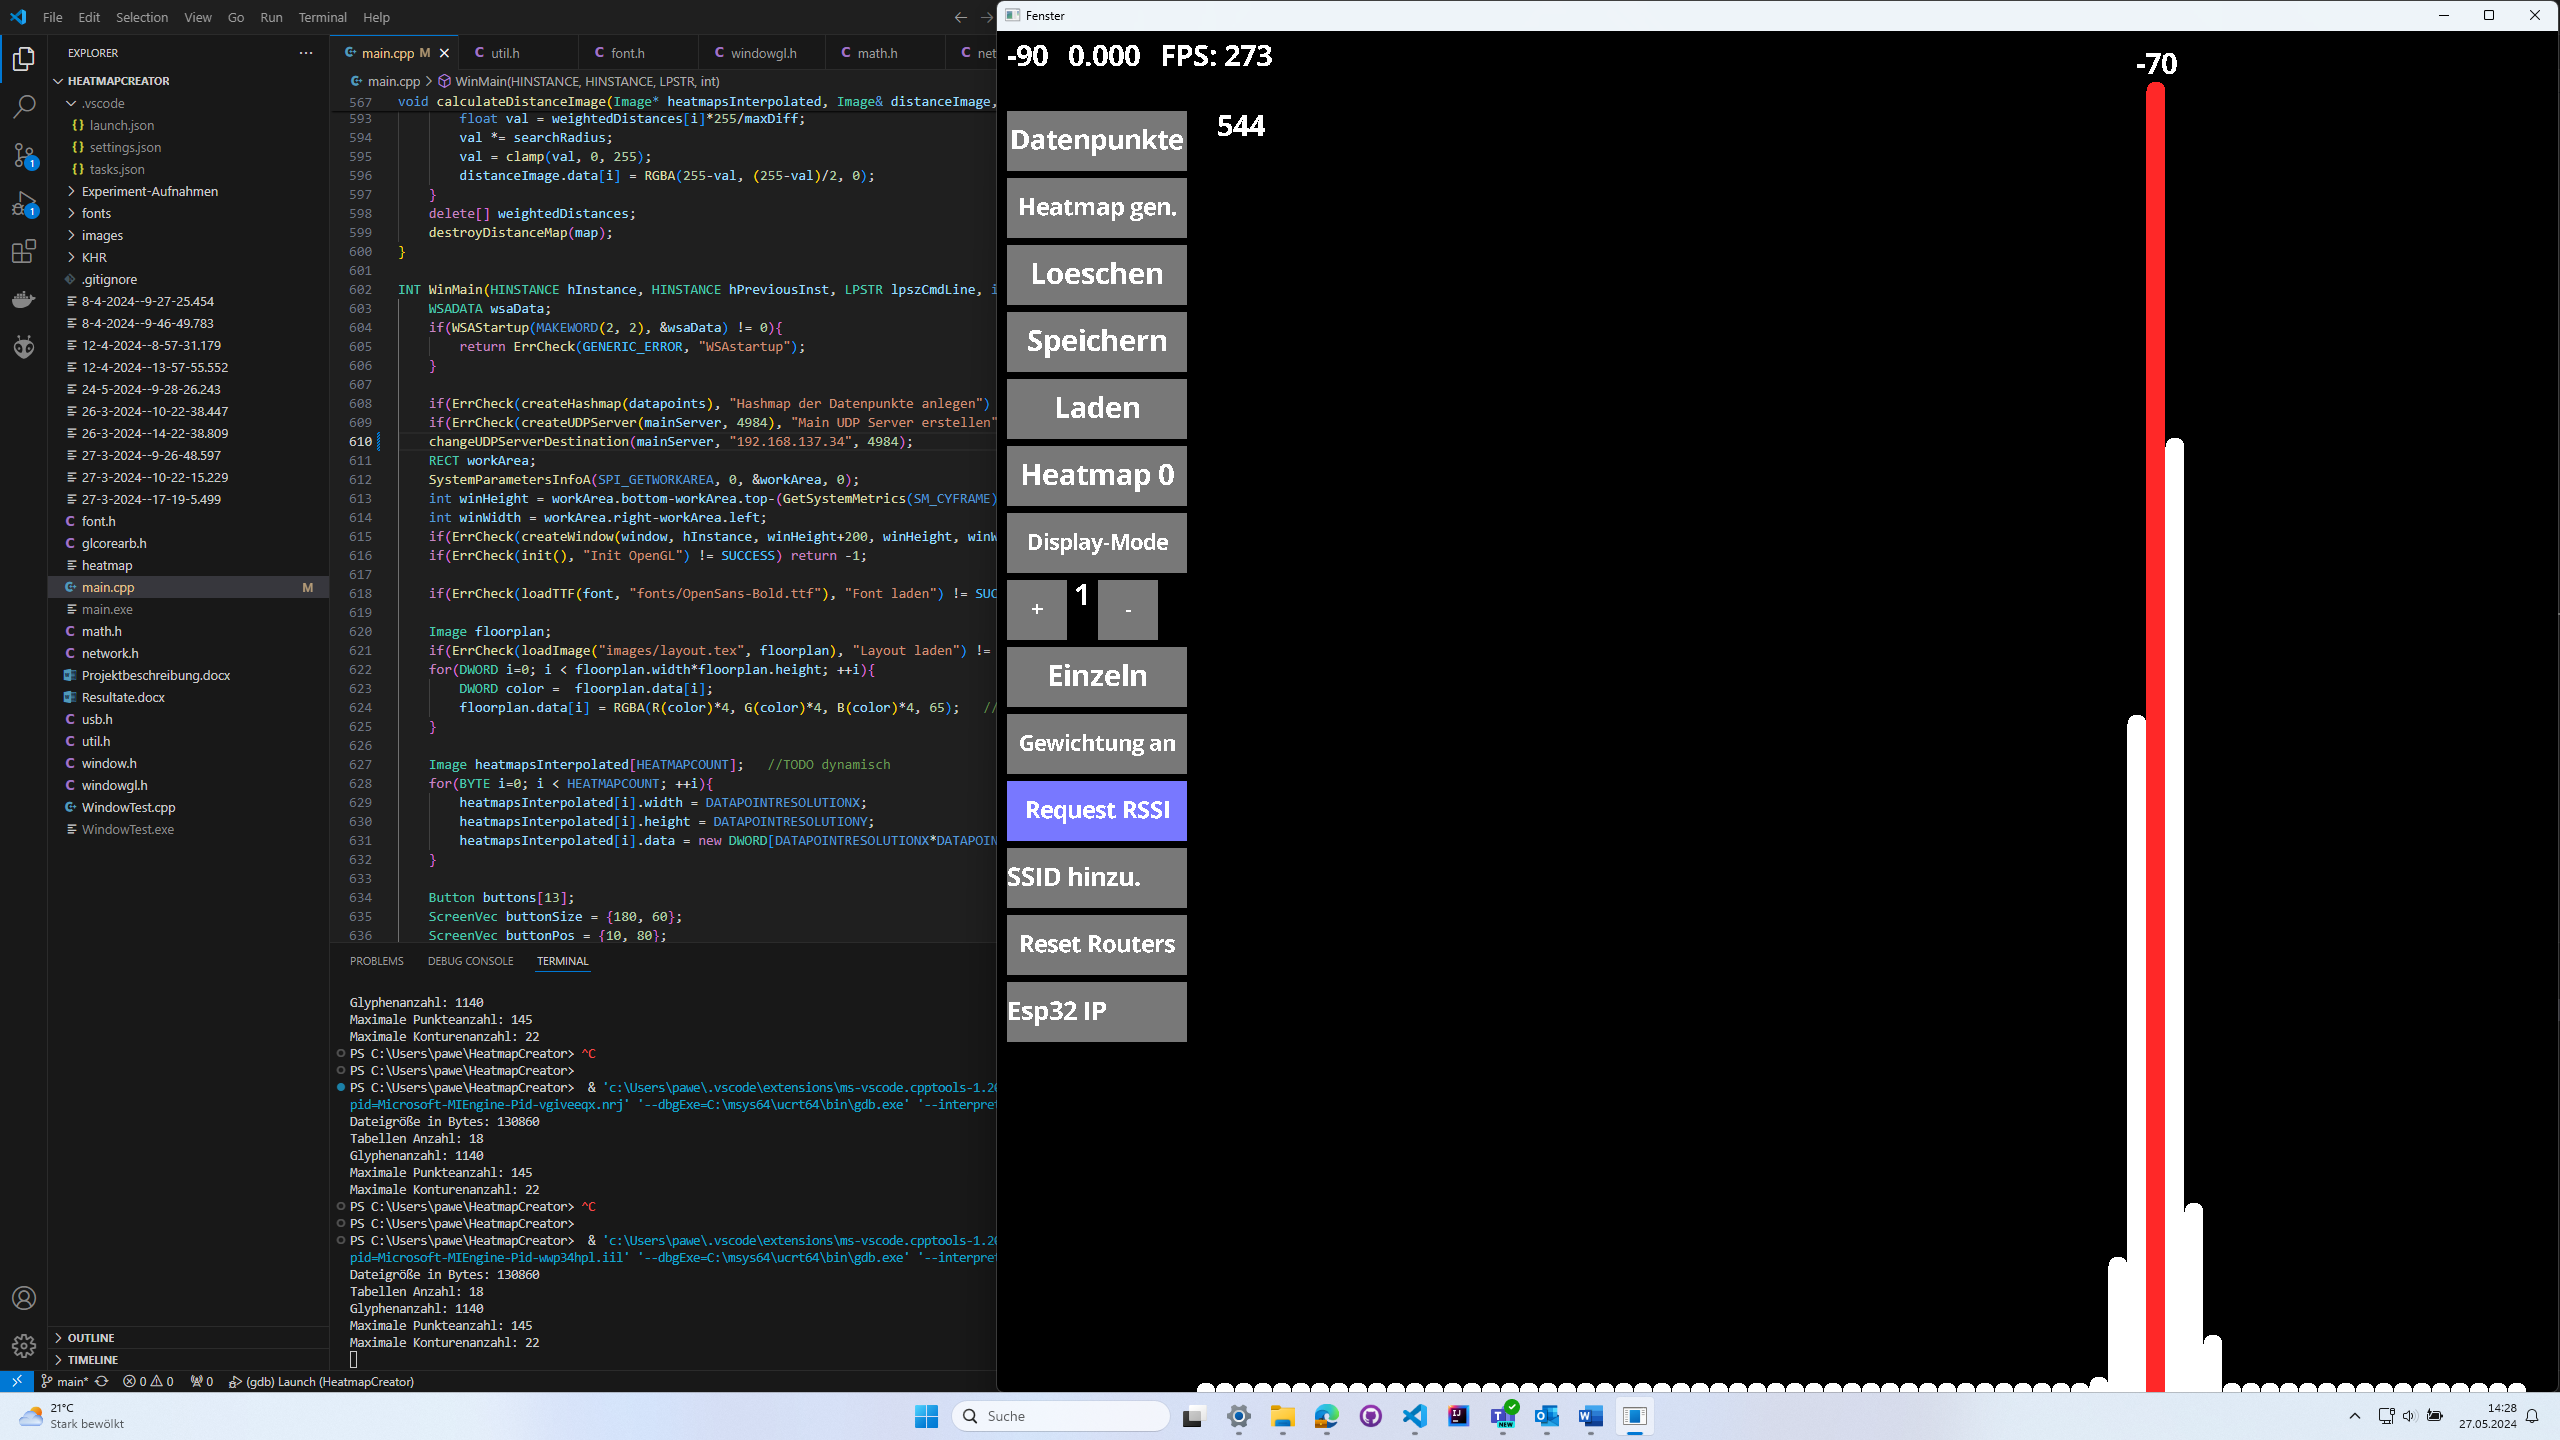 File Edit Selection View Go Run Terminal Help
EXPLORER
HEATMAPCREATOR
.vscode
launch.json
settings.json
tasks.json
Experiment-Aufnahmen
fonts
images
KHR
.gitignore
8-4-2024--9-27-25.454
8-4-2024--9-46-49.783
12-4-2024--8-57-31.179
12-4-2024--13-57-55.552
24-5-2024--9-28-26.243
26-3-2024--10-22-38.447
26-3-2024--14-22-38.809
27-3-2024--9-26-48.597
27-3-2024--10-22-15.229
27-3-2024--17-19-5.499
font.h
glcorearb.h
heatmap
main.cpp M
main.exe
math.h
network.h
Projektbeschreibung.docx
Resultate.docx
usb.h
util.h
window.h
windowgl.h
WindowTest.cpp
WindowTest.exe
OUTLINE
TIMELINE
main.cpp M util.h font.h windowgl.h math.h net
main.cpp > WinMain(HINSTANCE, HINSTANCE, LPSTR, int)
567 void calculateDistanceImage(Image* heatmapsInterpolated, Image& distanceImage,
593 float val = weightedDistances[i]*255/maxDiff;
594 val *= searchRadius;
595 val = clamp(val, 0, 255);
596 distanceImage.data[i] = RGBA(255-val, (255-val)/2, 0);
597 }
598 delete[] weightedDistances;
599 destroyDistanceMap(map);
600 }
601
602 INT WinMain(HINSTANCE hInstance, HINSTANCE hPreviousInst, LPSTR lpszCmdLine, i
603 WSADATA wsaData;
604 if(WSAStartup(MAKEWORD(2, 2), &wsaData) != 0){
605 return ErrCheck(GENERIC_ERROR, "WSAstartup");
606 }
607
608 if(ErrCheck(createHashmap(datapoints), "Hashmap der Datenpunkte anlegen")
609 if(ErrCheck(createUDPServer(mainServer, 4984), "Main UDP Server erstellen"
610 changeUDPServerDestination(mainServer, "192.168.137.34", 4984);
611 RECT workArea;
612 SystemParametersInfoA(SPI_GETWORKAREA, 0, &workArea, 0);
613 int winHeight = workArea.bottom-workArea.top-(GetSystemMetrics(SM_CYFRAME)
614 int winWidth = workArea.right-workArea.left;
615 if(ErrCheck(createWindow(window, hInstance, winHeight+200, winHeight, winW
616 if(ErrCheck(init(), "Init OpenGL") != SUCCESS) return -1;
617
618 if(ErrCheck(loadTTF(font, "fonts/OpenSans-Bold.ttf"), "Font laden") != SUC
619
620 Image floorplan;
621 if(ErrCheck(loadImage("images/layout.tex", floorplan), "Layout laden") !=
622 for(DWORD i=0; i < floorplan.width*floorplan.height; ++i){
623 DWORD color = floorplan.data[i];
624 floorplan.data[i] = RGBA(R(color)*4, G(color)*4, B(color)*4, 65); //
625 }
626
627 Image heatmapsInterpolated[HEATMAPCOUNT]; //TODO dynamisch
628 for(BYTE i=0; i < HEATMAPCOUNT; ++i){
629 heatmapsInterpolated[i].width = DATAPOINTRESOLUTIONX;
630 heatmapsInterpolated[i].height = DATAPOINTRESOLUTIONY;
631 heatmapsInterpolated[i].data = new DWORD[DATAPOINTRESOLUTIONX*DATAPOIN
632 }
633
634 Button buttons[13];
635 ScreenVec buttonSize = {180, 60};
636 ScreenVec buttonPos = {10, 80};
PROBLEMS DEBUG CONSOLE TERMINAL
Glyphenanzahl: 1140
Maximale Punkteanzahl: 145
Maximale Konturenanzahl: 22
PS C:\Users\pawe\HeatmapCreator> ^C
PS C:\Users\pawe\HeatmapCreator>
PS C:\Users\pawe\HeatmapCreator> & 'c:\Users\pawe\.vscode\extensions\ms-vscode.cpptools-1.20
pid=Microsoft-MIEngine-Pid-vgiveeqx.nrj' '--dbgExe=C:\msys64\ucrt64\bin\gdb.exe' '--interpret
Dateigröße in Bytes: 130860
Tabellen Anzahl: 18
Glyphenanzahl: 1140
Maximale Punkteanzahl: 145
Maximale Konturenanzahl: 22
PS C:\Users\pawe\HeatmapCreator> ^C
PS C:\Users\pawe\HeatmapCreator>
PS C:\Users\pawe\HeatmapCreator> & 'c:\Users\pawe\.vscode\extensions\ms-vscode.cpptools-1.20
pid=Microsoft-MIEngine-Pid-wwp34hpl.iil' '--dbgExe=C:\msys64\ucrt64\bin\gdb.exe' '--interpret
Dateigröße in Bytes: 130860
Tabellen Anzahl: 18
Glyphenanzahl: 1140
Maximale Punkteanzahl: 145
Maximale Konturenanzahl: 22
main* 0 0 0 (gdb) Launch (HeatmapCreator)
Fenster
-90 0.000 FPS: 273
-70
544
Datenpunkte
Heatmap gen.
Loeschen
Speichern
Laden
Heatmap 0
Display-Mode
+ 1 -
Einzeln
Gewichtung an
Request RSSI
SSID hinzu.
Reset Routers
Esp32 IP
21°C
Stark bewölkt
Suche
NEW
14:28
27.05.2024